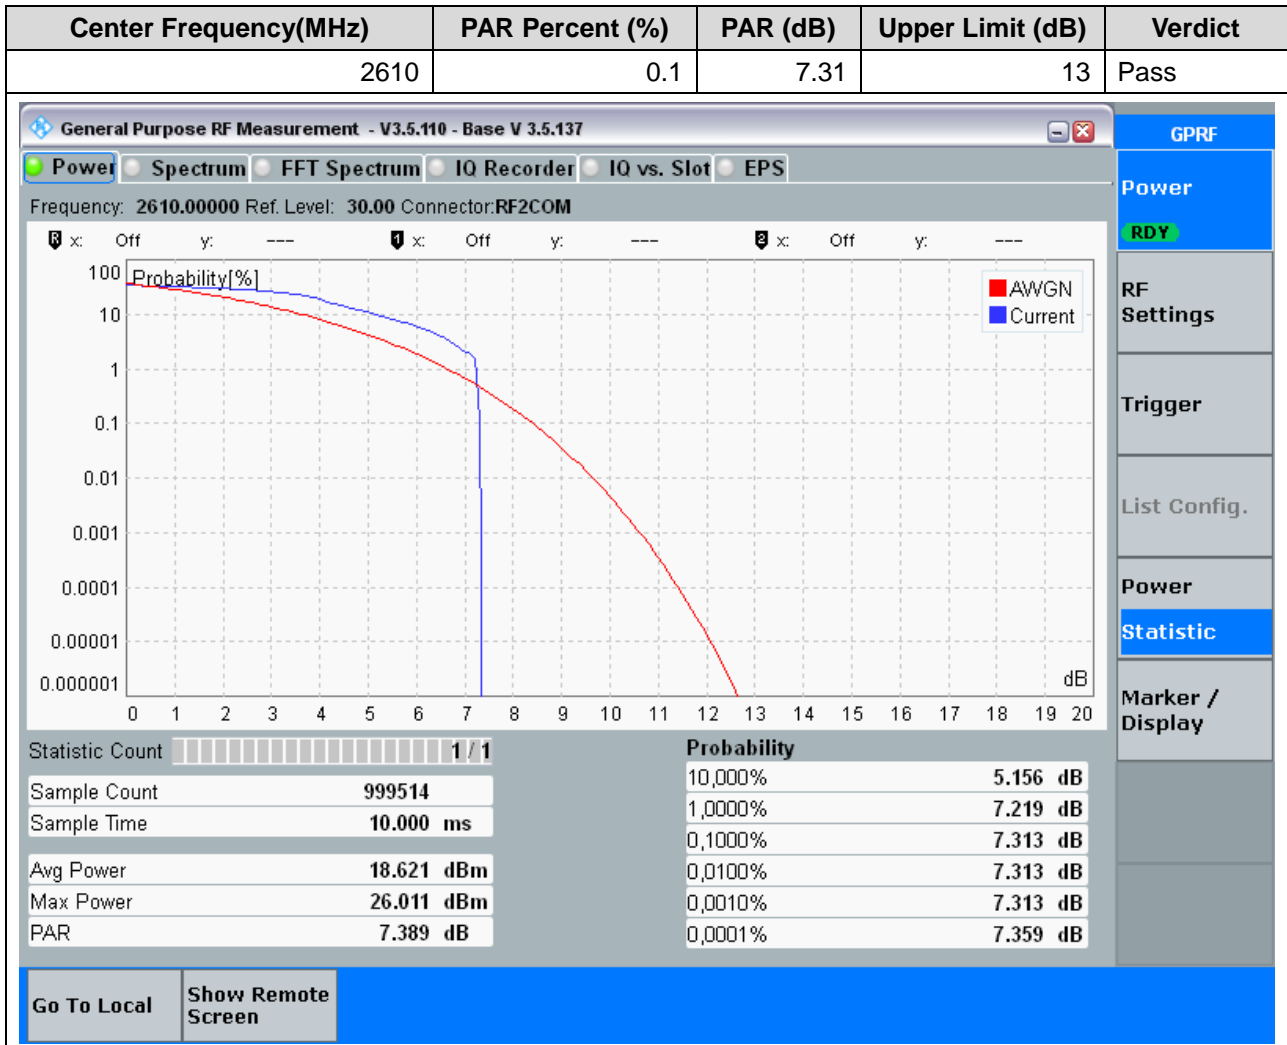 Center Frequency(MHz) PAR Percent (%) PAR (dB) Upper Limit (dB) Verdict
2610 0.1 7.31 13 Pass
General Purpose RF Measurement - V3.5.110 - Base V 3.5.137
GPRF
Power Spectrum FFT Spectrum IQ Recorder IQ vs. Slot EPS
Frequency: 2610.00000 Ref. Level: 30.00 Connector:RF2COM
R x: Off y: --- 1 x: Off y: --- 2 x: Off y: ---
Probability[%]
100
10
1
0.1
0.01
0.001
0.0001
0.00001
0.000001
AWGN
Current
dB
0 1 2 3 4 5 6 7 8 9 10 11 12 13 14 15 16 17 18 19 20
Statistic Count 1 / 1
Sample Count 999514
Sample Time 10.000 ms
Avg Power 18.621 dBm
Max Power 26.011 dBm
PAR 7.389 dB
Probability
10,000% 5.156 dB
1,0000% 7.219 dB
0,1000% 7.313 dB
0,0100% 7.313 dB
0,0010% 7.313 dB
0,0001% 7.359 dB
Power
RDY
RF
Settings
Trigger
List Config.
Power
Statistic
Marker /
Display
Go To Local
Show Remote
Screen